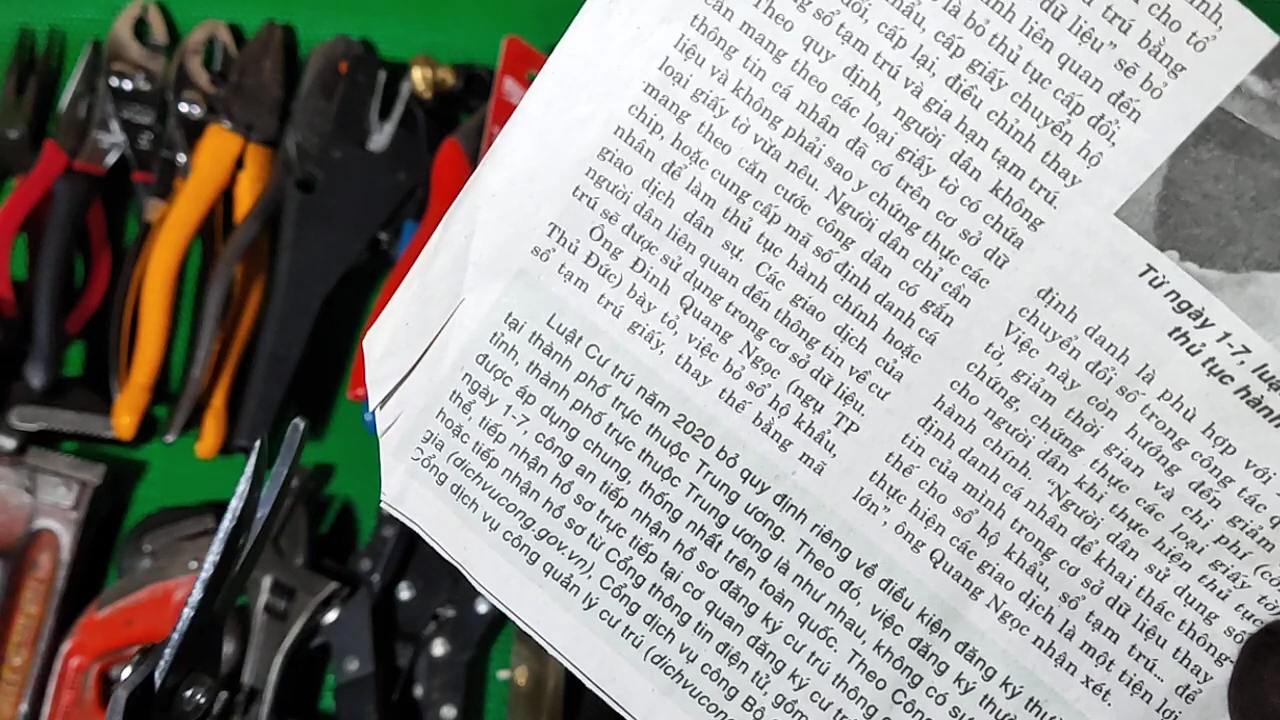 cho tổ
trú bằng
dữ liệu" sẽ bỏ
liên quan đến
là bỏ thủ tục cấp đổi,
cấp giấy chuyển hộ
cấp lại, điều chỉnh thay
số tạm trú và gia hạn tạm trú.
Theo quy định, người dân không
cần mang theo các loại giấy tờ có chứa
thông tin cá nhân đã có trên cơ sở dữ
liệu và không phải sao y chứng thực các
loại giấy tờ vừa nêu. Người dân chỉ cần
mang theo căn cước công dân có gắn
chip, hoặc cung cấp mã số định danh cá
nhân để làm thủ tục hành chính hoặc
giao dịch dân sự. Các giao dịch của
người dân liên quan đến thông tin về cư
trú sẽ được sử dụng trong cơ sở dữ liệu.
Ông Đinh Quang Ngọc (ngụ TP
Thủ Đức) bày tỏ, việc bỏ sổ hộ khẩu,
sổ tạm trú giấy, thay thế bằng mã
Từ ngày 1-7,
thủ tục hành
định danh là phù hợp với
chuyển đổi số trong công tác
Việc này còn hướng đến giảm
tờ, giản thời gian và chi phí
chứng, chứng thực các loại giấy tờ)
cho người dân khi thực hiện thủ tục
hành chính. "Người dân sử dụng số
định danh cá nhân để khai thác thông
tin của mình trong cơ sở dữ liệu thay
thế cho sổ hộ khẩu, sổ tạm trú... để
thực hiện các giao dịch là một tiện lợi
lớn", ông Quang Ngọc nhận xét.
Luật Cư trú năm 2020 bỏ quy định riêng về điều kiện đăng ký
tại thành phố trực thuộc Trung ương. Theo đó, việc đăng ký
tỉnh, thành phố trực thuộc Trung ương là như nhau, không có
được áp dụng chung, thống nhất trên toàn quốc. Theo
ngày 1-7, công an tiếp nhận hồ sơ đăng ký cư trú thông
thể, tiếp nhận hồ sơ trực tiếp tại cơ quan đăng ký cư
hoặc tiếp nhận hồ sơ từ Cổng thông tin điện tử, gồm
gia (dichvucong.gov.vn), Cổng dịch vụ công Bộ
Cổng dịch vụ công quản lý cư trú